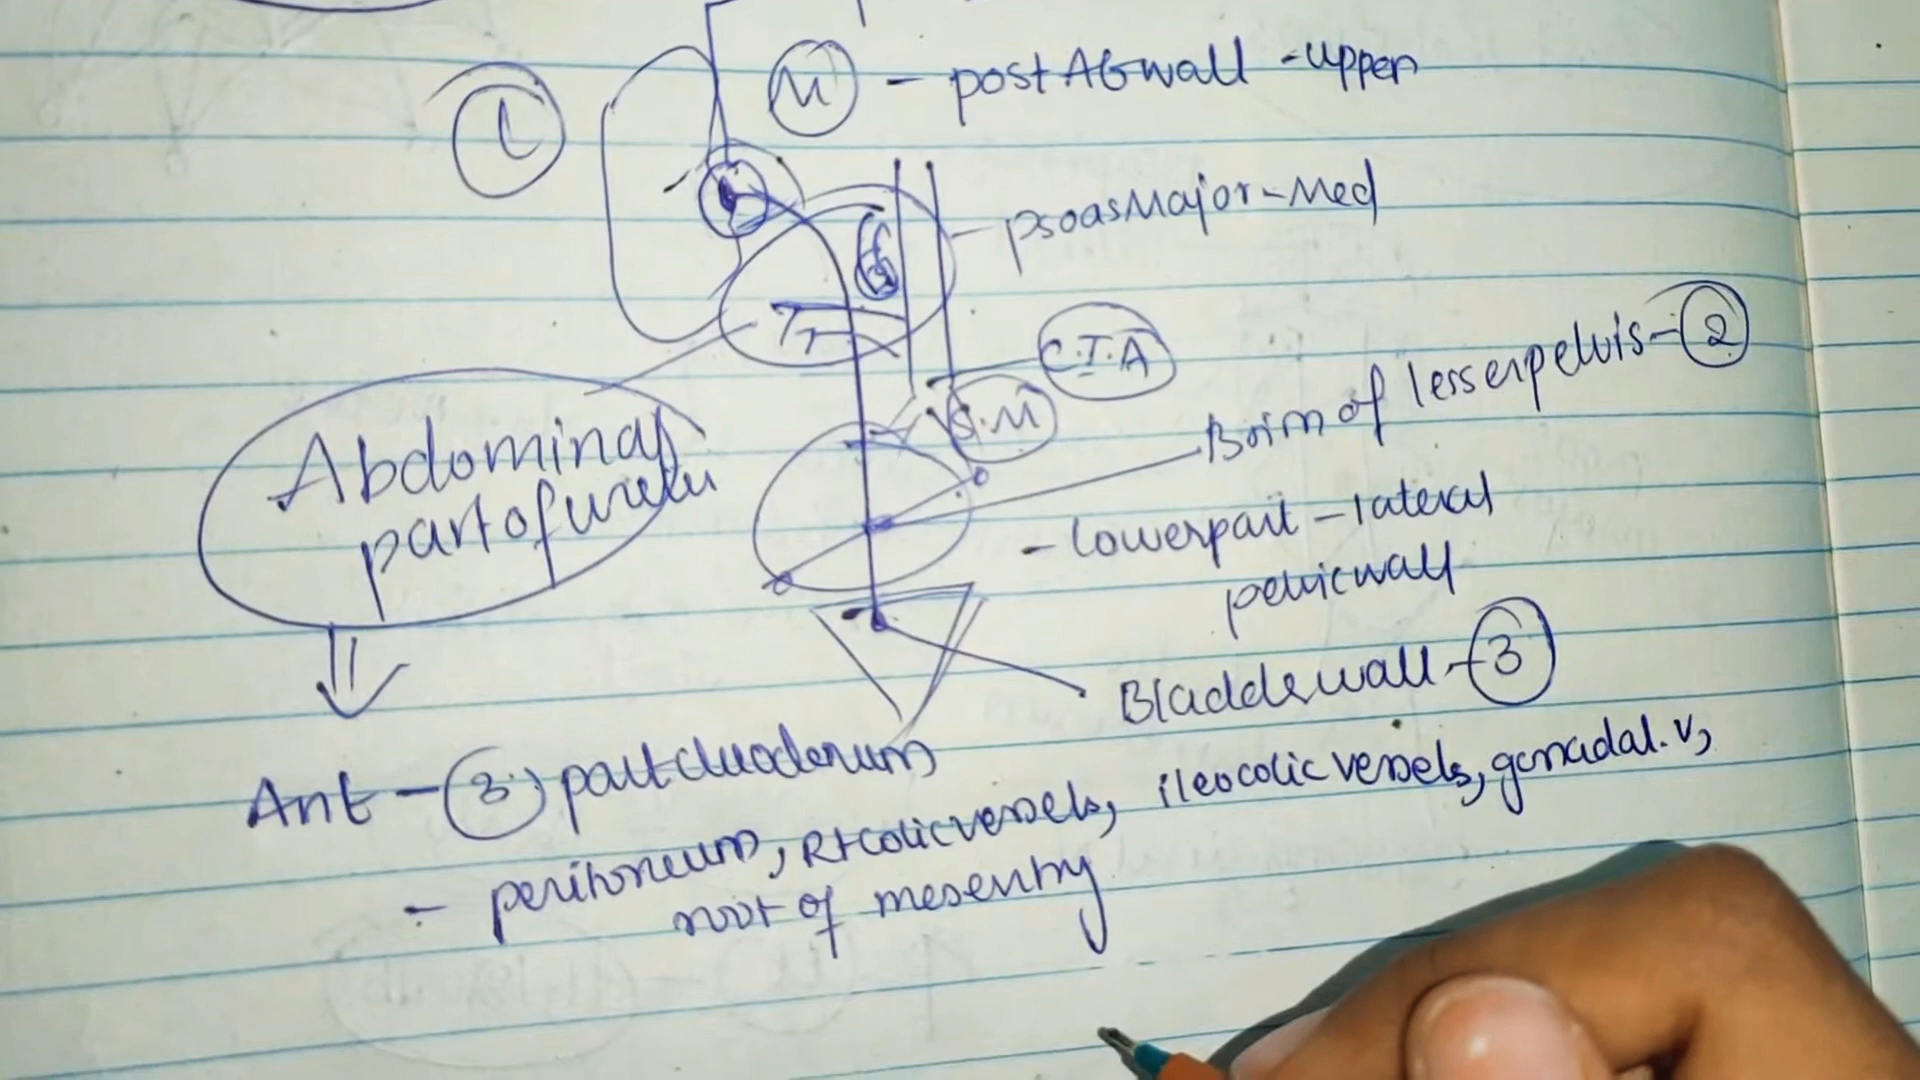 M - post Ab wall - upper
L
psoas Major - Med
C.I.A
S.M
Brim of lesser pelvis - 2
Abdominal
part of ureter
- lower part - lateral
pelvic wall
Bladder wall - 3
Ant - 3 part duodenum
- peritoneum, Rt colic vessels, ileocolic vessels, gonadal. v,
root of mesentry